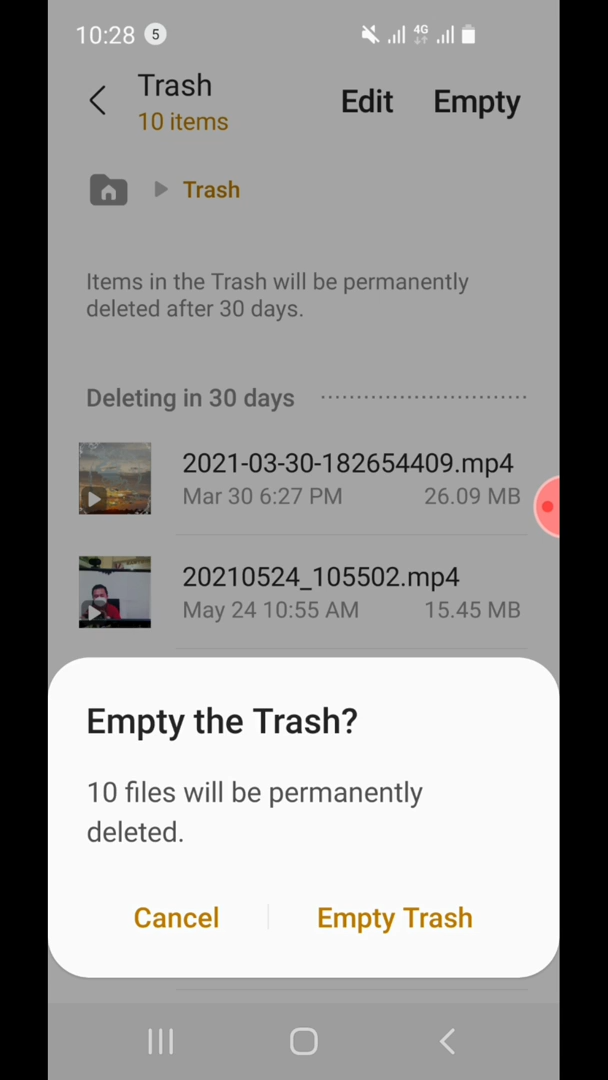 10:28 5 4G
Trash
10 items
Edit Empty
Trash
Items in the Trash will be permanently
deleted after 30 days.
Deleting in 30 days
2021-03-30-182654409.mp4
Mar 30 6:27 PM 26.09 MB
20210524_105502.mp4
May 24 10:55 AM 15.45 MB
Empty the Trash?
10 files will be permanently
deleted.
Cancel Empty Trash